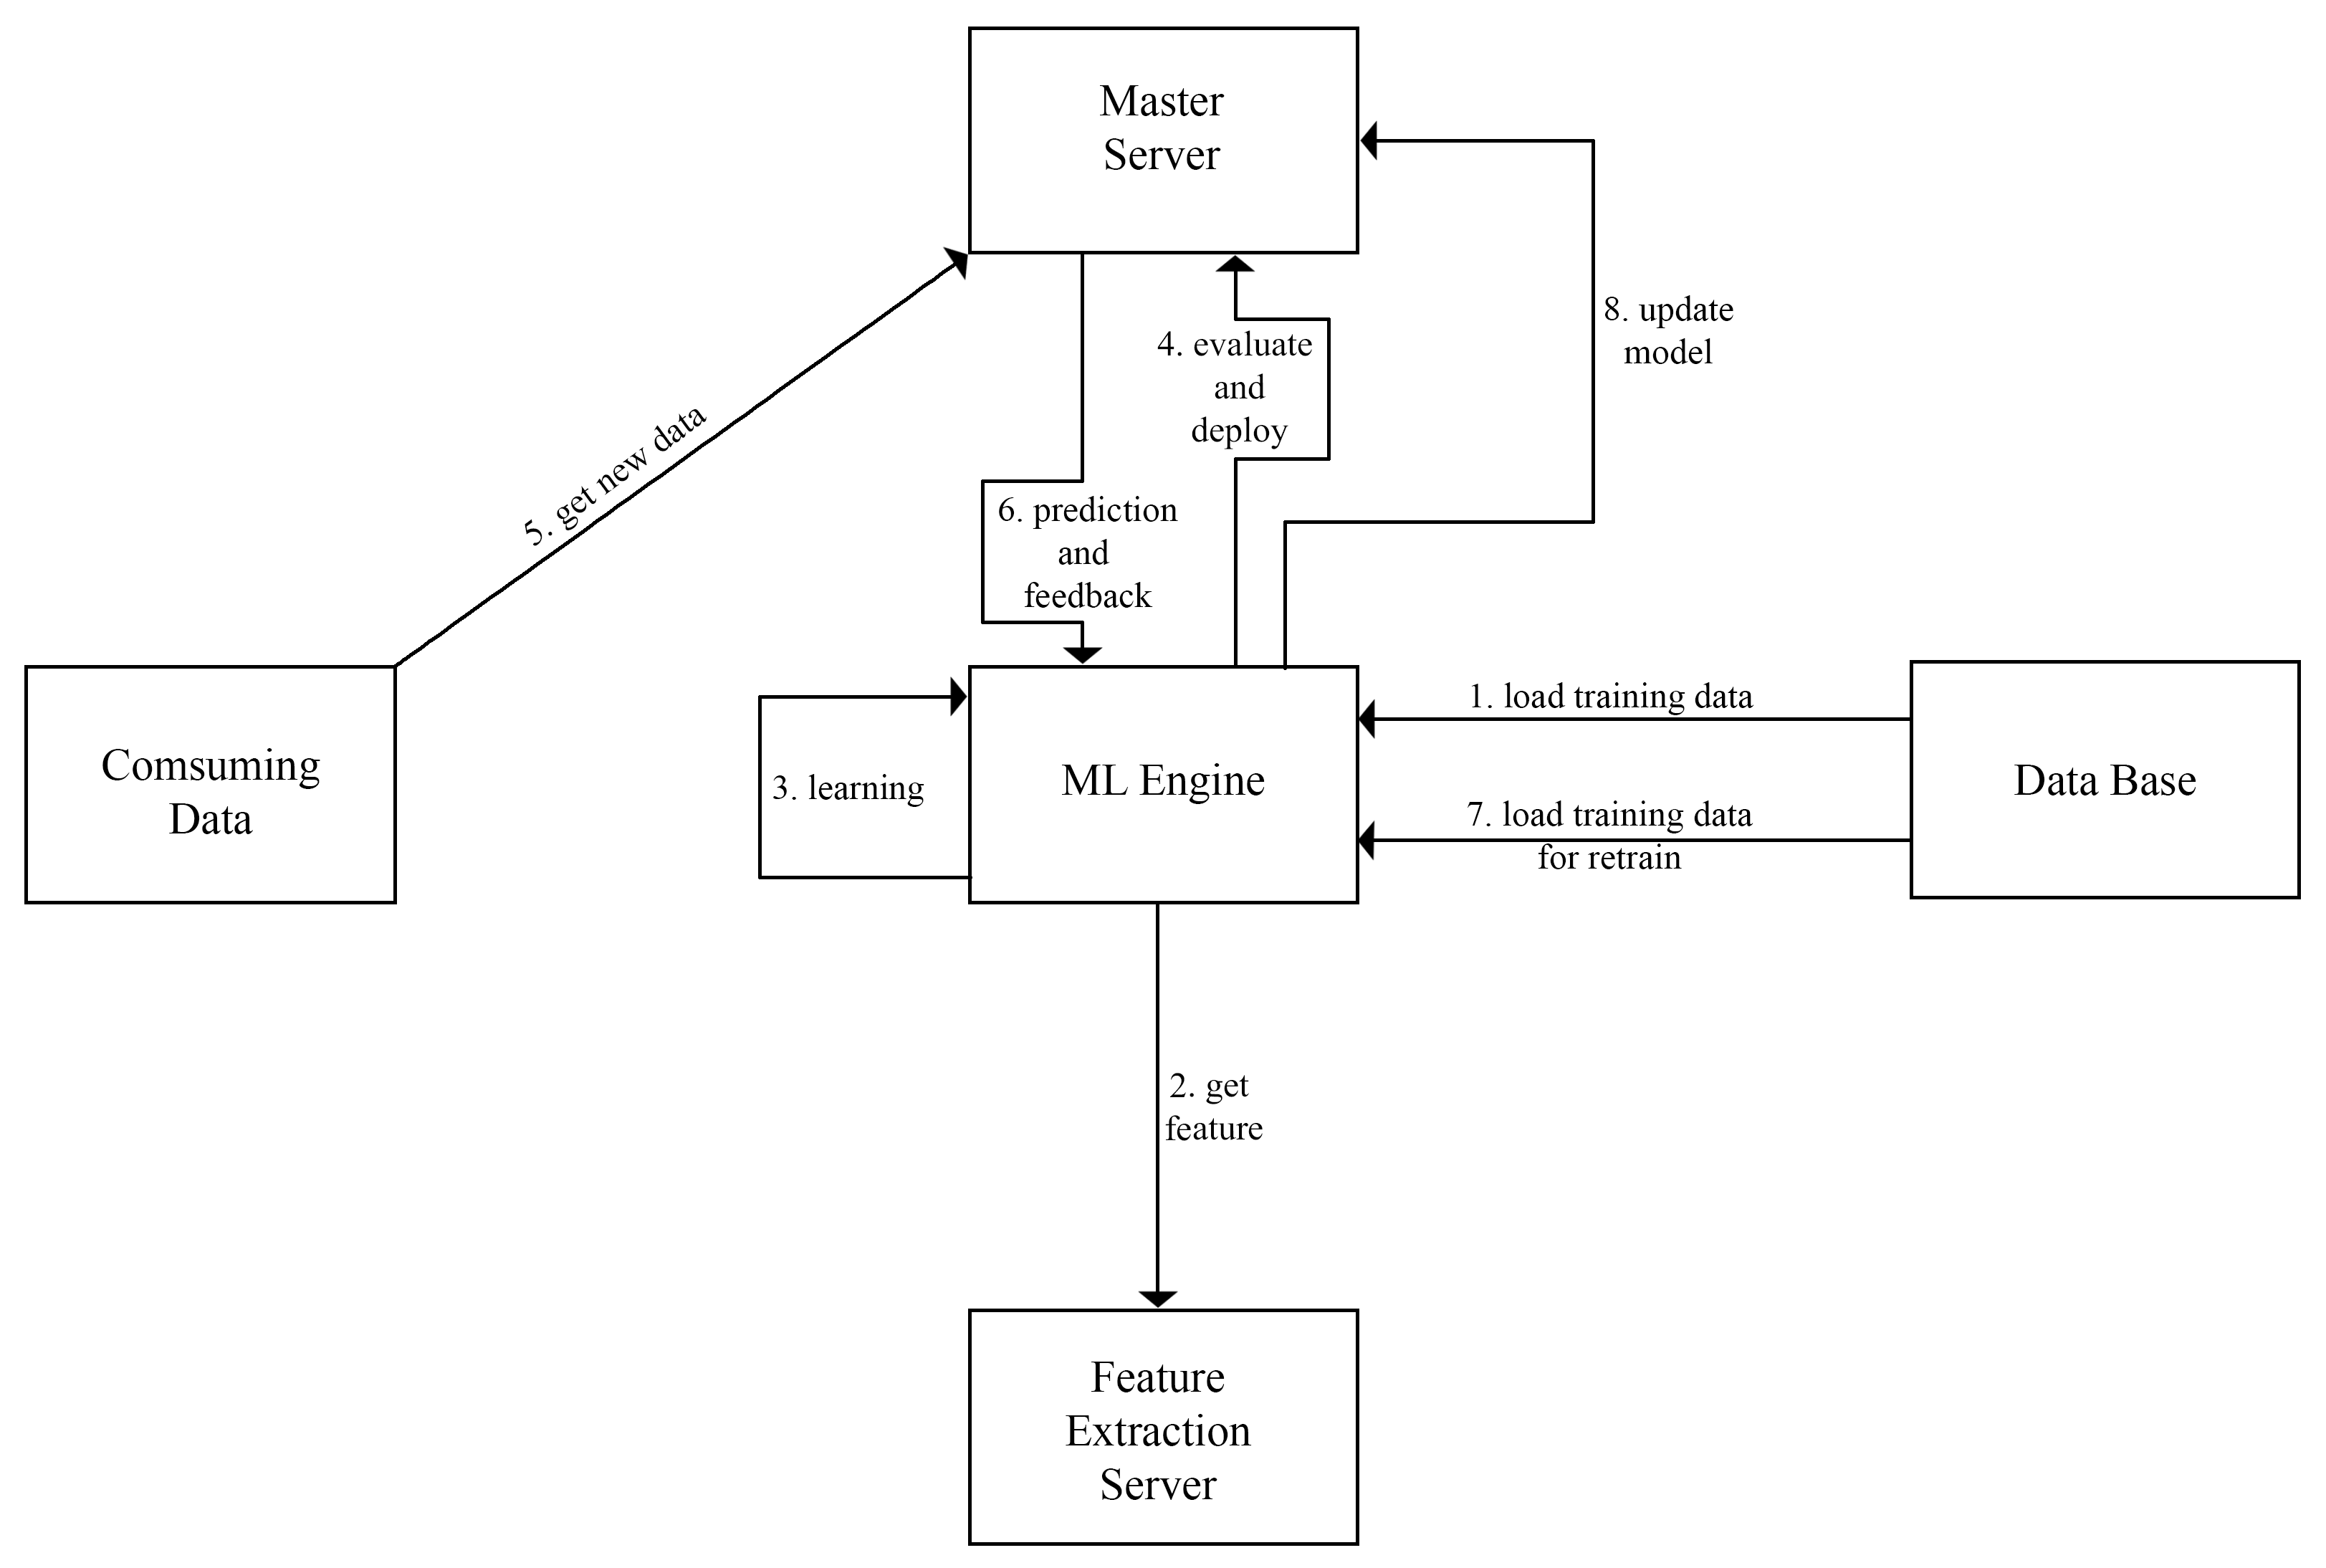 Master
Server
8. update
model
4. evaluate
and
deploy
5. get new data
6. prediction
and
feedback
Comsuming
Data
3. learning
ML Engine
1. load training data
7. load training data
for retrain
Data Base
2. get
feature
Feature
Extraction
Server